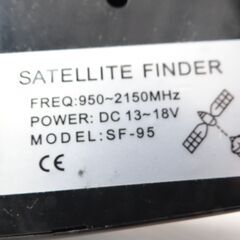 SATELLITE FINDER
FREQ:950~2150MHz
POWER: DC 13~18V
MODEL:SF-95
CE